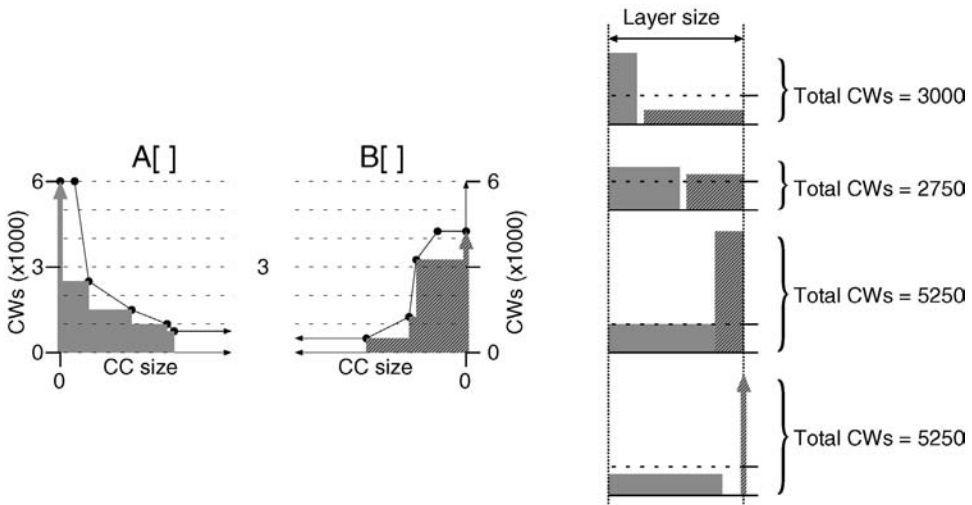 Layer size
Total CWs = 3000
A[ ]
B[ ]
6
6
Total CWs = 2750
CWs (x1000)
3
3
3
CWs (x1000)
Total CWs = 5250
0
0
CC size
CC size
0
0
Total CWs = 5250